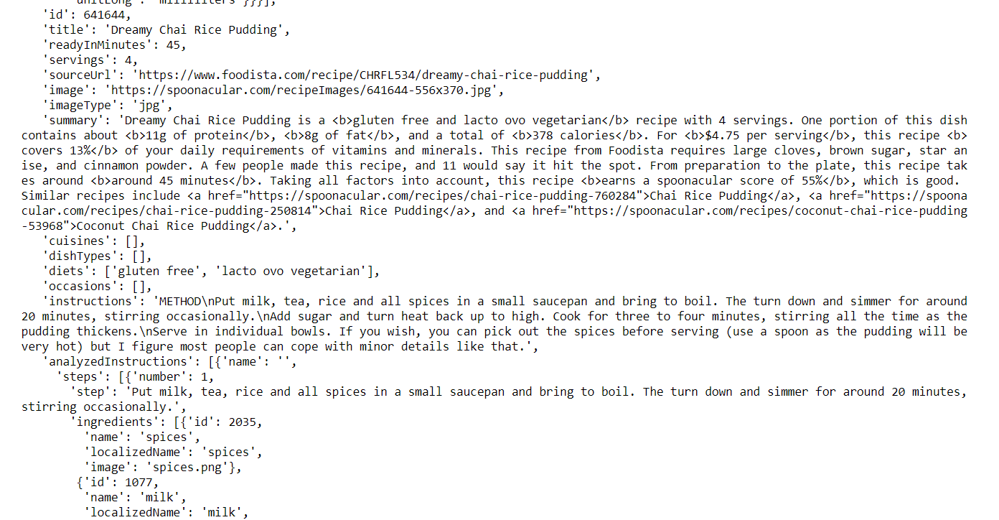 'unitLong': 'milliliters'}}}],
'id': 641644,
'title': 'Dreamy Chai Rice Pudding',
'readyInMinutes': 45,
'servings': 4,
'sourceUrl': 'https://www.foodista.com/recipe/CHRFL534/dreamy-chai-rice-pudding',
'image': 'https://spoonacular.com/recipeImages/641644-556x370.jpg',
'imageType': 'jpg',
'summary': 'Dreamy Chai Rice Pudding is a <b>gluten free and lacto ovo vegetarian</b> recipe with 4 servings. One portion of this dish
contains about <b>11g of protein</b>, <b>8g of fat</b>, and a total of <b>378 calories</b>. For <b>$4.75 per serving</b>, this recipe <b>
covers 13%</b> of your daily requirements of vitamins and minerals. This recipe from Foodista requires large cloves, brown sugar, star an
ise, and cinnamon powder. A few people made this recipe, and 11 would say it hit the spot. From preparation to the plate, this recipe tak
es around <b>around 45 minutes</b>. Taking all factors into account, this recipe <b>earns a spoonacular score of 55%</b>, which is good.
Similar recipes include <a href="https://spoonacular.com/recipes/chai-rice-pudding-760284">Chai Rice Pudding</a>, <a href="https://spoona
cular.com/recipes/chai-rice-pudding-250814">Chai Rice Pudding</a>, and <a href="https://spoonacular.com/recipes/coconut-chai-rice-pudding
-53968">Coconut Chai Rice Pudding</a>.',
'cuisines': [],
'dishTypes': [],
'diets': ['gluten free', 'lacto ovo vegetarian'],
'occasions': [],
'instructions': 'METHOD\nPut milk, tea, rice and all spices in a small saucepan and bring to boil. The turn down and simmer for around
20 minutes, stirring occasionally.\nAdd sugar and turn heat back up to high. Cook for three to four minutes, stirring all the time as the
pudding thickens.\nServe in individual bowls. If you wish, you can pick out the spices before serving (use a spoon as the pudding will be
very hot) but I figure most people can cope with minor details like that.',
'analyzedInstructions': [{'name': '',
'steps': [{'number': 1,
'step': 'Put milk, tea, rice and all spices in a small saucepan and bring to boil. The turn down and simmer for around 20 minutes,
stirring occasionally.',
'ingredients': [{'id': 2035,
'name': 'spices',
'localizedName': 'spices',
'image': 'spices.png'},
{'id': 1077,
'name': 'milk',
'localizedName': 'milk',